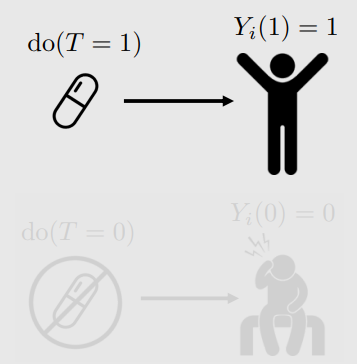 do(T = 1)
Y_i(1) = 1
do(T = 0)
Y_i(0) = 0